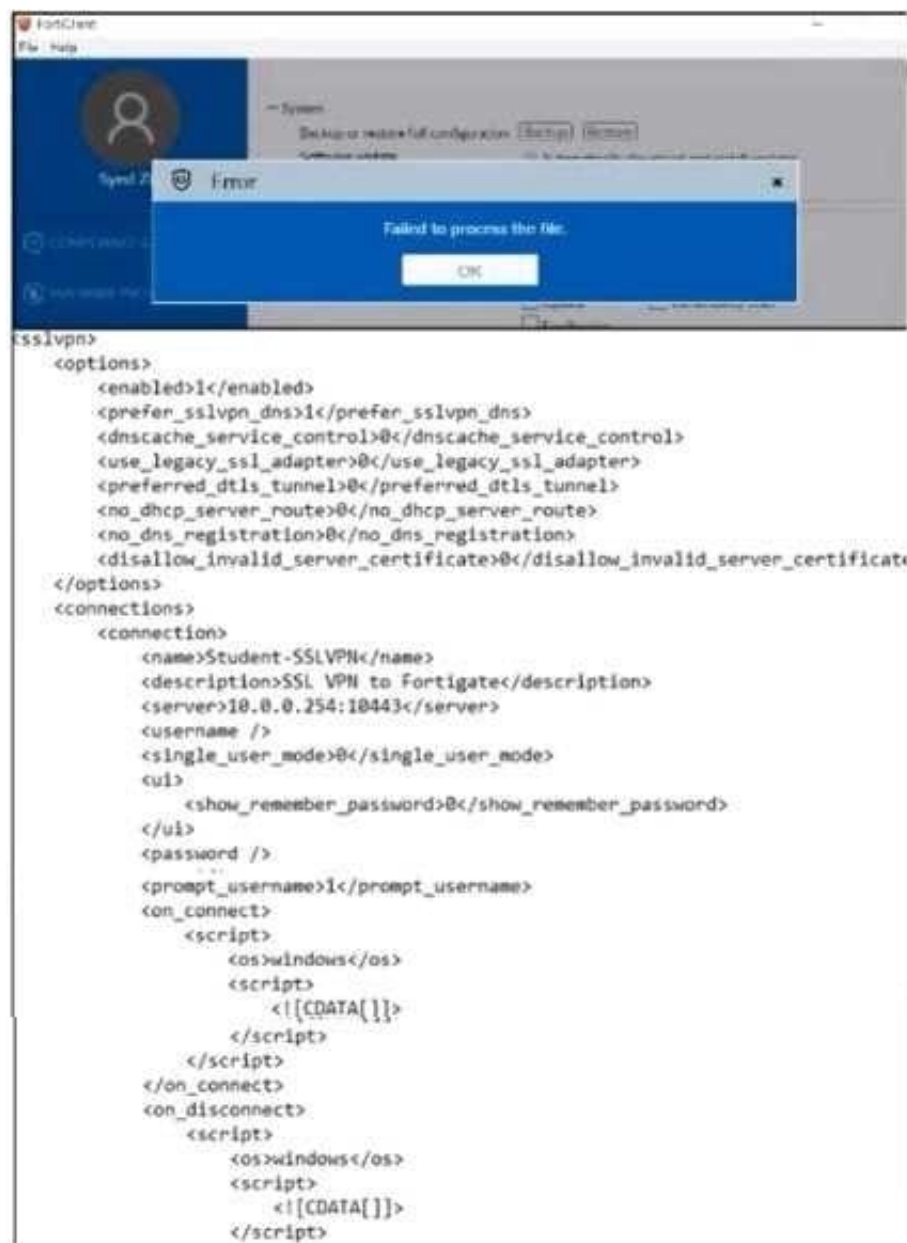 FortiClient
File Help
System
Backup or restore full configuration Backup Restore
Software update
Syed
Error
Failed to process the file.
OK
<sslvpn>
<options>
<enabled>1</enabled>
<prefer_sslvpn_dns>1</prefer_sslvpn_dns>
<dnscache_service_control>0</dnscache_service_control>
<use_legacy_ssl_adapter>0</use_legacy_ssl_adapter>
<preferred_dtls_tunnel>0</preferred_dtls_tunnel>
<no_dhcp_server_route>0</no_dhcp_server_route>
<no_dns_registration>0</no_dns_registration>
<disallow_invalid_server_certificate>0</disallow_invalid_server_certificate
</options>
<connections>
<connection>
<name>Student-SSLVPN</name>
<description>SSL VPN to Fortigate</description>
<server>10.0.0.254:10443</server>
<username />
<single_user_mode>0</single_user_mode>
<ui>
<show_remember_password>0</show_remember_password>
</ui>
<password />
<prompt_username>1</prompt_username>
<on_connect>
<script>
<os>windows</os>
<script>
<![CDATA[]]>
</script>
</script>
</on_connect>
<on_disconnect>
<script>
<os>windows</os>
<script>
<![CDATA[]]>
</script>